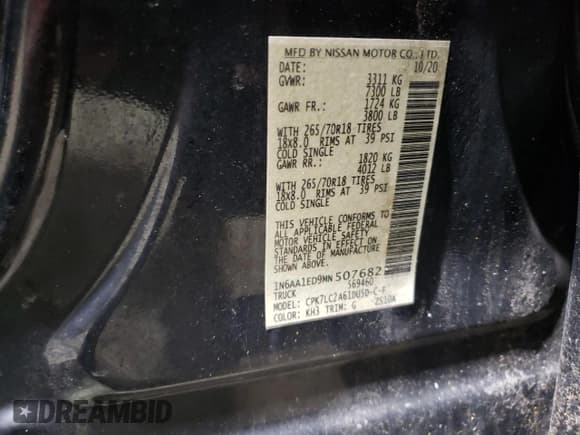 MFD BY NISSAN MOTOR CO., LTD.
DATE: 10/20
GVWR: 3311 KG
7300 LB
GAWR FR.: 1724 KG
3800 LB
WITH 265/70R18 TIRES
18x8.0 RIMS AT 39 PSI
COLD SINGLE
GAWR RR.: 1820 KG
4012 LB
WITH 265/70R18 TIRES
18x8.0 RIMS AT 39 PSI
COLD SINGLE
THIS VEHICLE CONFORMS TO
ALL APPLICABLE FEDERAL
MOTOR VEHICLE SAFETY
STANDARDS IN EFFECT ON
THE DATE OF MANUFACTURE
SHOWN ABOVE.
1N6AA1ED9MN507682
TRUCK 569460
MODEL: CPK7LC2A61DUSD-C-F
COLOR: KH3 TRIM: G ZS10A
DREAMBID